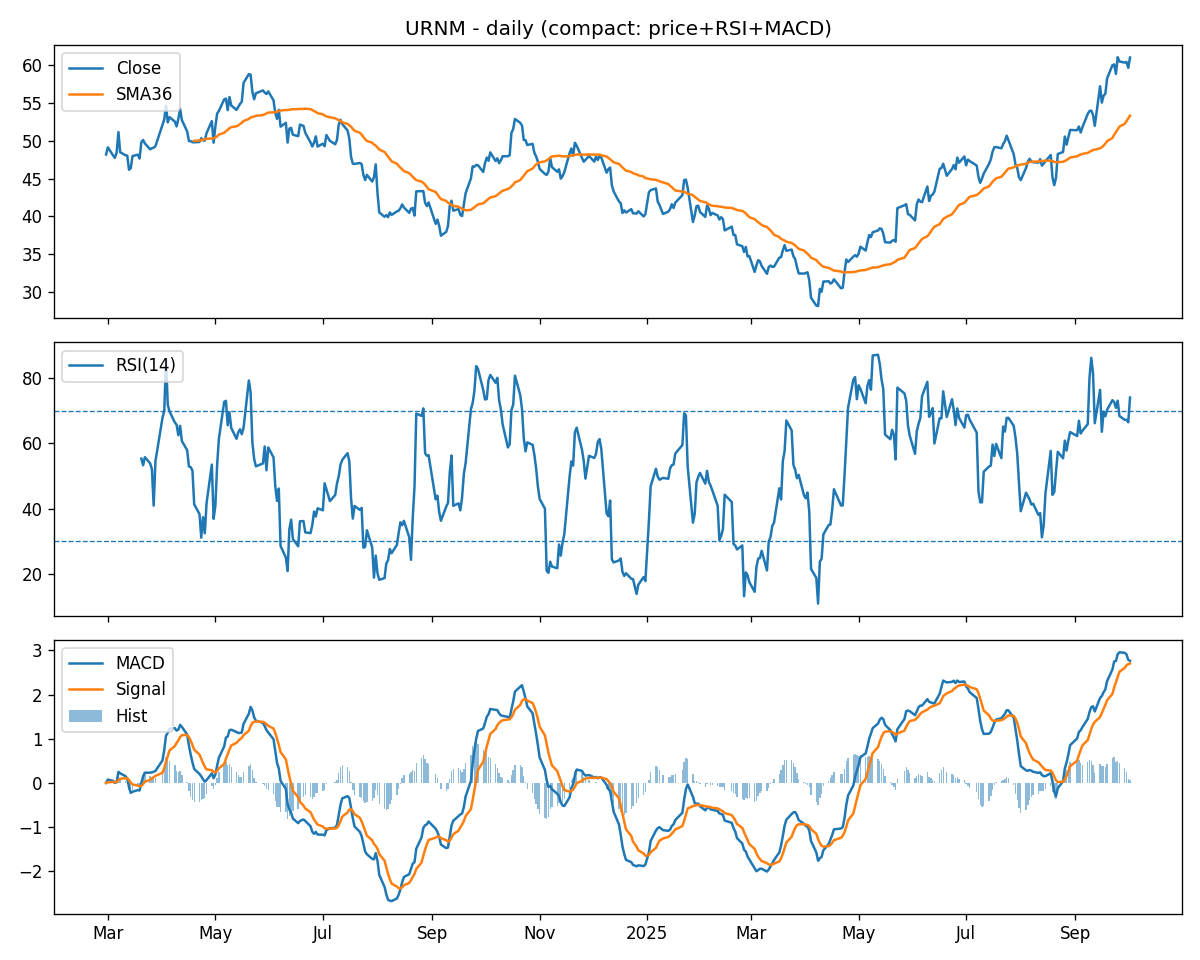 URNM - daily (compact: price+RSI+MACD)
Close
SMA36
60
55
50
45
40
35
30
RSI(14)
80
60
40
20
MACD
Signal
Hist
3
2
1
0
−1
−2
Mar May Jul Sep Nov 2025 Mar May Jul Sep